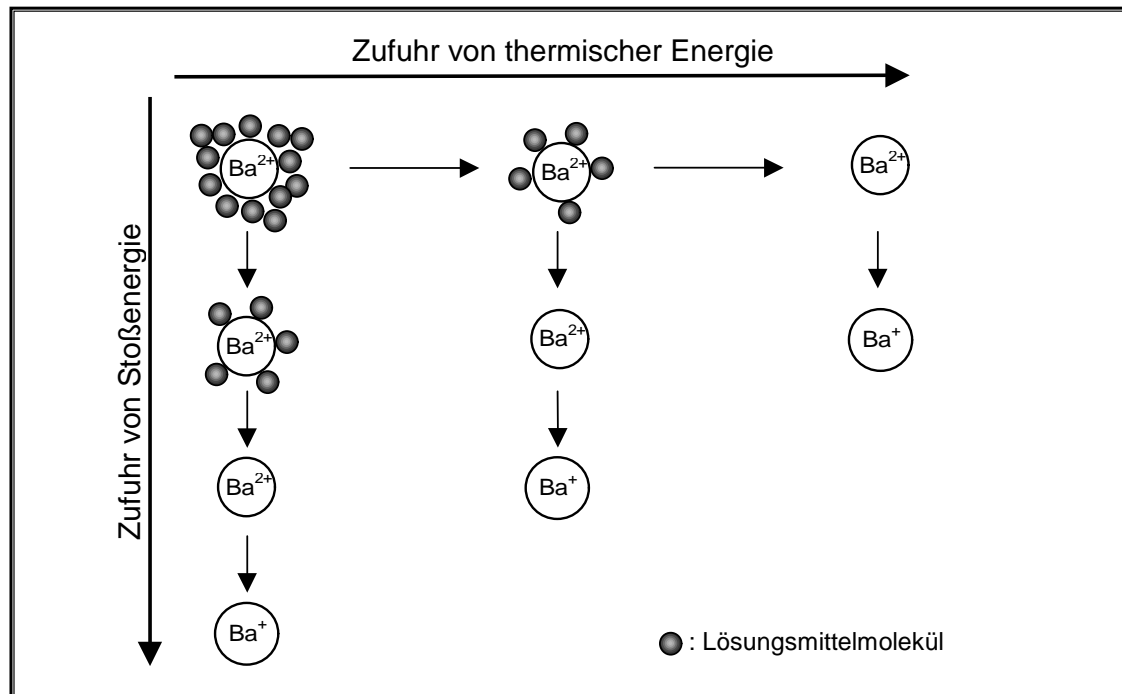 Zufuhr von thermischer Energie
Zufuhr von Stoßenergie
Ba²⁺
Ba²⁺
Ba²⁺
Ba²⁺
Ba²⁺
Ba⁺
Ba²⁺
Ba⁺
Ba⁺
: Lösungsmittelmolekül